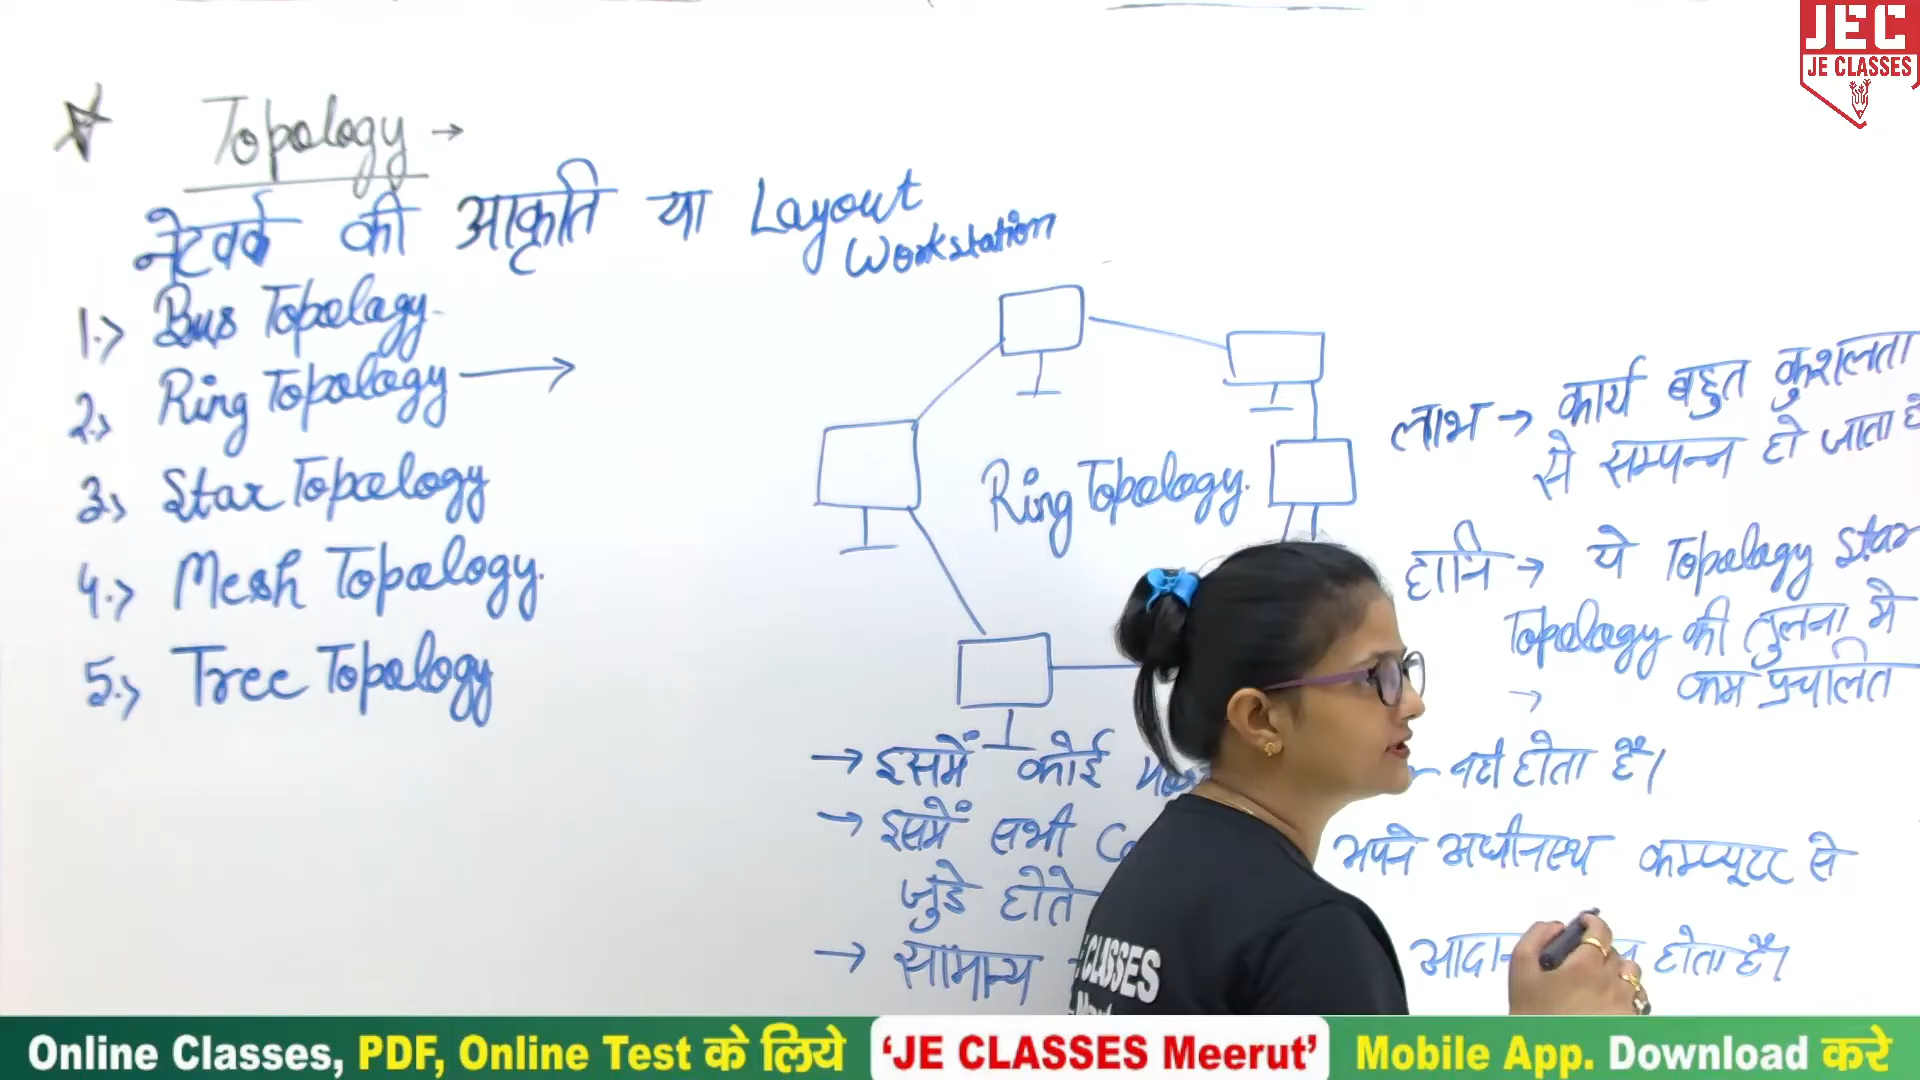 JEC
JE CLASSES
Topology →
नेटवर्क की आकृति या Layout
Workstation
1.> Bus Topology
2.> Ring Topology →
3.> Star Topology
4.> Mesh Topology
5.> Tree Topology
Ring Topology.
लाभ → कार्य बहुत कुशलता
से सम्पन्न हो जाता है
हानि → ये Topology Star
Topology की तुलना में
→ कम प्रचलित
→ इसमें कोई नही होता है।
→ इसमें सभी अपने अधीनस्थ कम्प्यूटर से
जुडे होते
→ सामान्य होता है।
CLASSES
Online Classes, PDF, Online Test के लिये 'JE CLASSES Meerut' Mobile App. Download करे